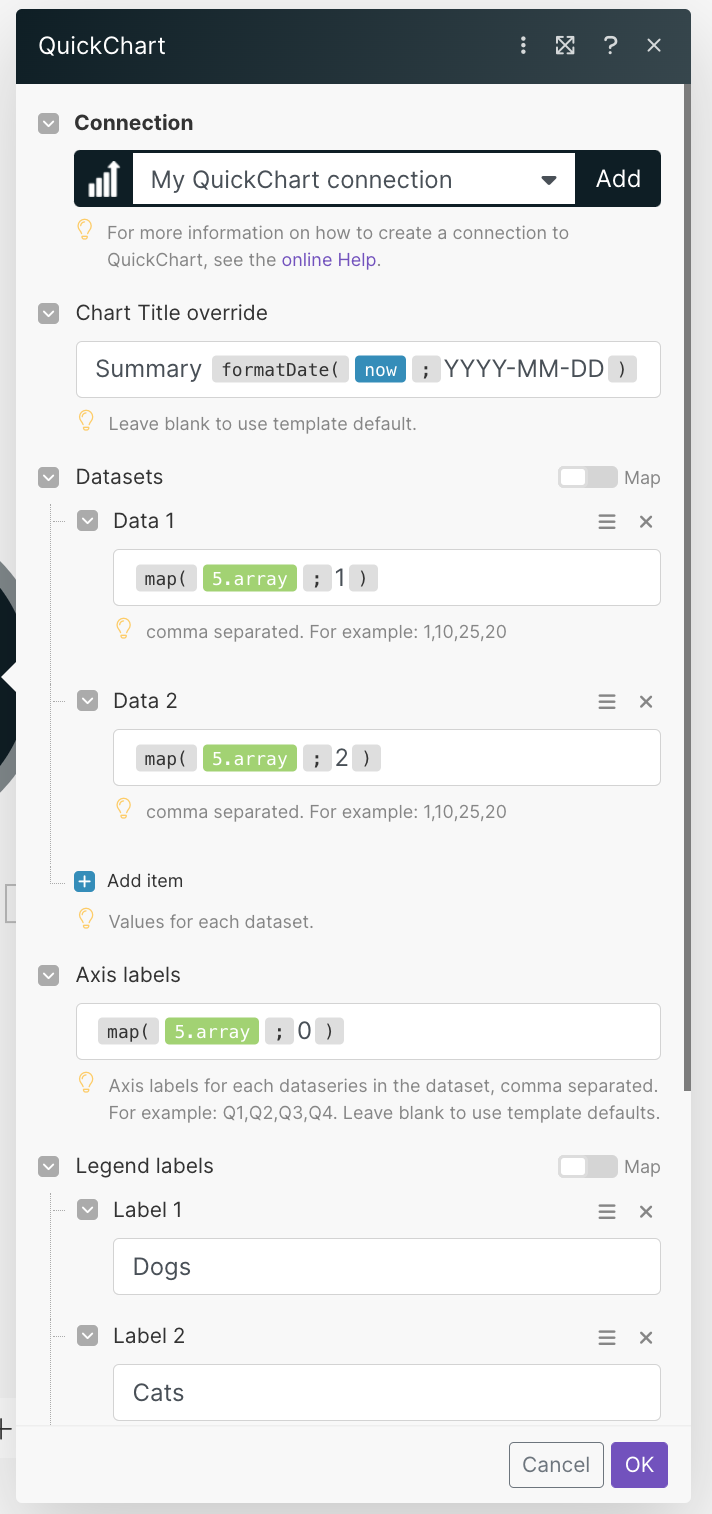 QuickChart
Connection
My QuickChart connection
Add
For more information on how to create a connection to
QuickChart, see the online Help.
Chart Title override
Summary formatDate( now ; YYYY-MM-DD )
Leave blank to use template default.
Datasets
Map
Data 1
map( 5.array ; 1 )
comma separated. For example: 1,10,25,20
Data 2
map( 5.array ; 2 )
comma separated. For example: 1,10,25,20
Add item
Values for each dataset.
Axis labels
map( 5.array ; 0 )
Axis labels for each dataseries in the dataset, comma separated.
For example: Q1,Q2,Q3,Q4. Leave blank to use template defaults.
Legend labels
Map
Label 1
Dogs
Label 2
Cats
Cancel
OK